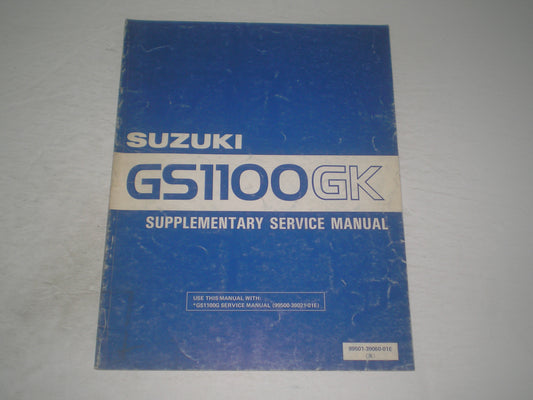 SUZUKI
GS1100GK
SUPPLEMENTARY SERVICE MANUAL
USE THIS MANUAL WITH:
*GS1100G SERVICE MANUAL (99500-39021-01E)
99501-39060-01E